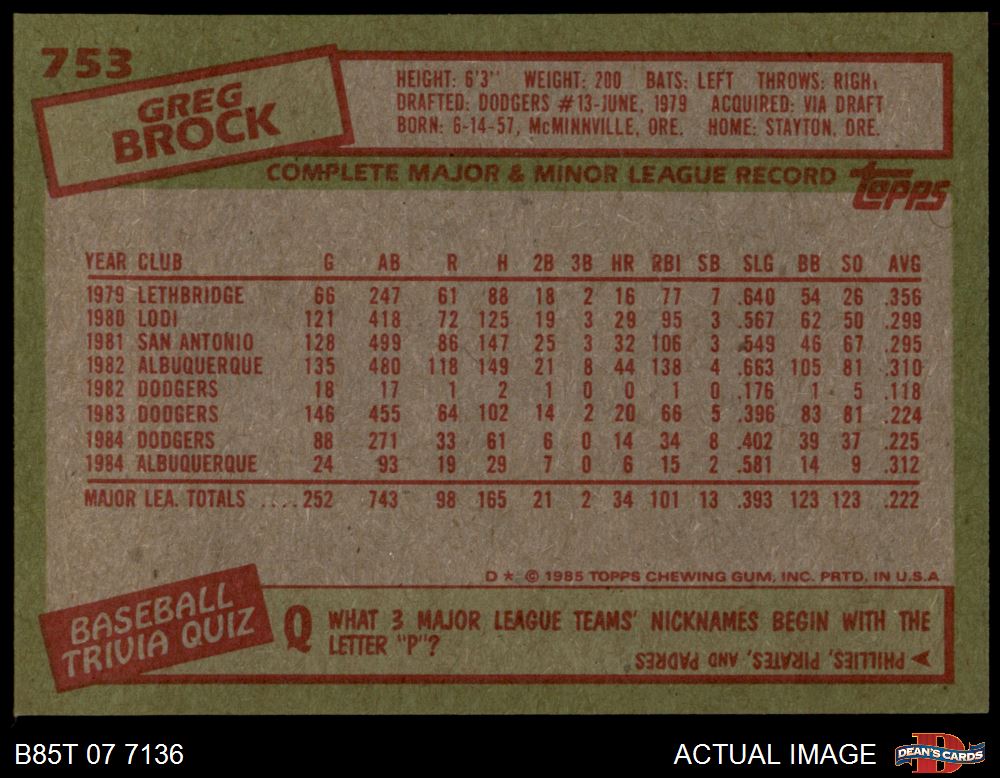 753
GREG
BROCK
HEIGHT: 6'3" WEIGHT: 200 BATS: LEFT THROWS: RIGH
DRAFTED: DODGERS #13-JUNE, 1979 ACQUIRED: VIA DRAFT
BORN: 6-14-57, McMINNVILLE, ORE. HOME: STAYTON, ORE.
COMPLETE MAJOR & MINOR LEAGUE RECORD
topps
YEAR CLUB G AB R H 2B 3B HR RBI SB SLG BB SO AVG
1979 LETHBRIDGE 66 247 61 88 18 2 16 77 7 .640 54 26 .356
1980 LODI 121 418 72 125 19 3 29 95 3 .567 62 50 .299
1981 SAN ANTONIO 128 499 86 147 25 3 32 106 3 .549 46 67 .295
1982 ALBUQUERQUE 135 480 118 149 21 8 44 138 4 .663 105 81 .310
1982 DODGERS 18 17 1 2 1 0 0 1 0 .176 1 5 .118
1983 DODGERS 146 455 64 102 14 2 20 66 5 .396 83 81 .224
1984 DODGERS 88 271 33 61 6 0 14 34 8 .402 39 37 .225
1984 ALBUQUERQUE 24 93 19 29 7 0 6 15 2 .581 14 9 .312
MAJOR LEA. TOTALS .... 252 743 98 165 21 2 34 101 13 .393 123 123 .222
D * © 1985 TOPPS CHEWING GUM, INC. PRTD. IN U.S.A
BASEBALL
TRIVIA QUIZ
Q WHAT 3 MAJOR LEAGUE TEAMS' NICKNAMES BEGIN WITH THE
LETTER "P"?
PHILLIES, PIRATES, AND PADRES
B85T 07 7136
ACTUAL IMAGE
DEAN'S CARDS